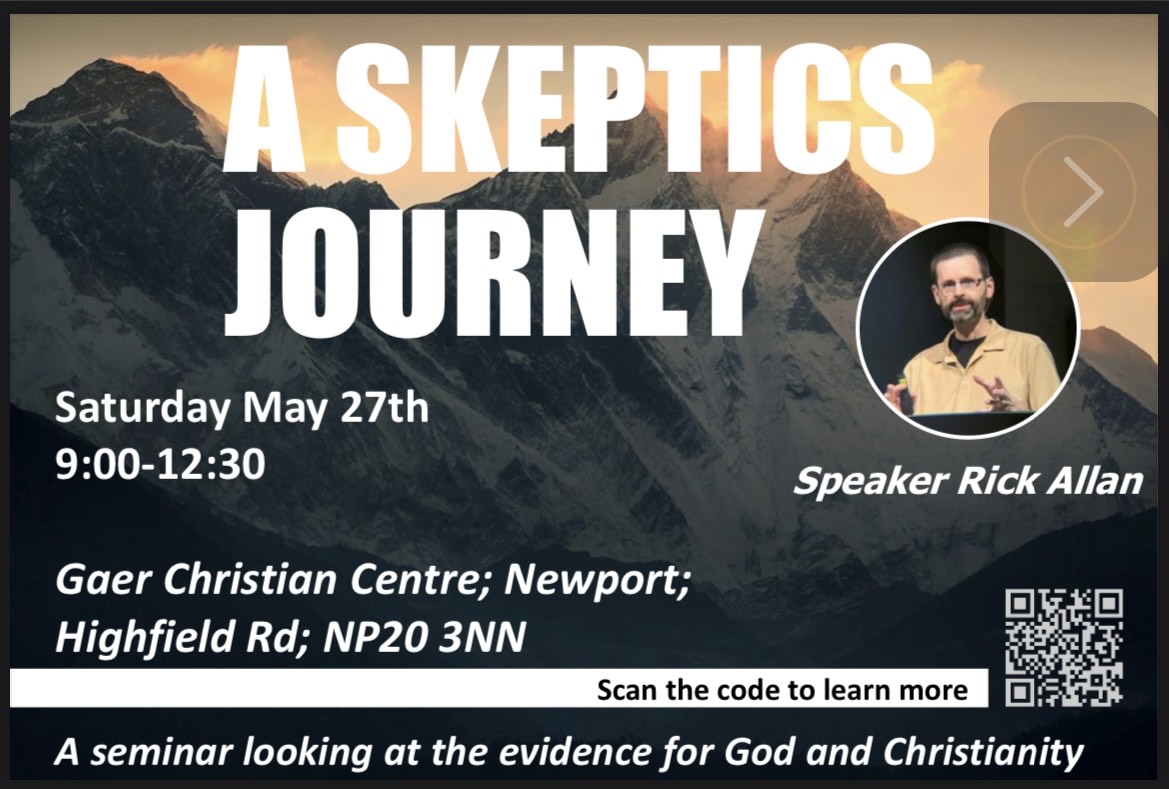 A SKEPTICS
JOURNEY
Saturday May 27th
9:00-12:30
Speaker Rick Allan
Gaer Christian Centre; Newport;
Highfield Rd; NP20 3NN
Scan the code to learn more
A seminar looking at the evidence for God and Christianity